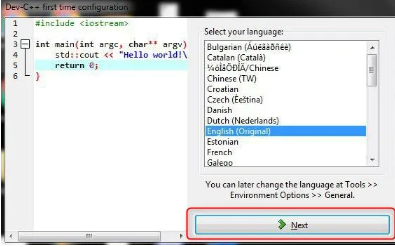 Dev-C++ first time configuration
1 #include <iostream>
2
3 int main(int argc, char** argv)
4 std::cout << "Hello world!\
5 return 0;
6 }
Select your language:
Bulgarian (Áúëãàðñêè)
Catalan (Català)
¼òÌåÖÐÎÄ/Chinese
Chinese (TW)
Croatian
Czech (Èeština)
Danish
Dutch (Nederlands)
English (Original)
Estonian
French
Galego
You can later change the language at Tools >>
Environment Options >> General.
Next